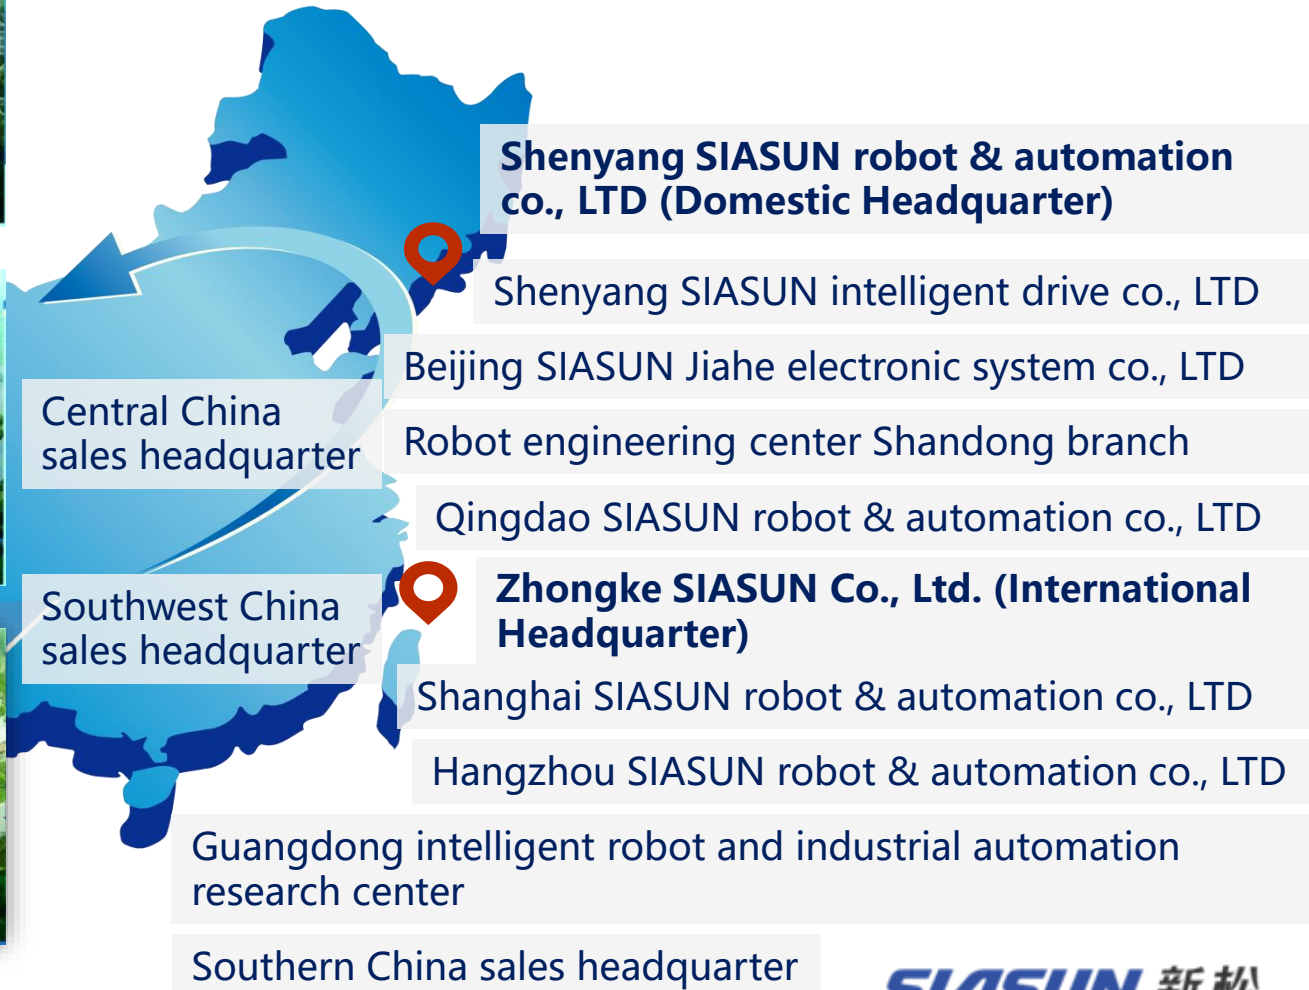 Shenyang SIASUN robot & automation
co., LTD (Domestic Headquarter)
Shenyang SIASUN intelligent drive co., LTD
Beijing SIASUN Jiahe electronic system co., LTD
Central China
sales headquarter
Robot engineering center Shandong branch
Qingdao SIASUN robot & automation co., LTD
Zhongke SIASUN Co., Ltd. (International
Headquarter)
Southwest China
sales headquarter
Shanghai SIASUN robot & automation co., LTD
Hangzhou SIASUN robot & automation co., LTD
Guangdong intelligent robot and industrial automation
research center
Southern China sales headquarter
SIASUN 新松